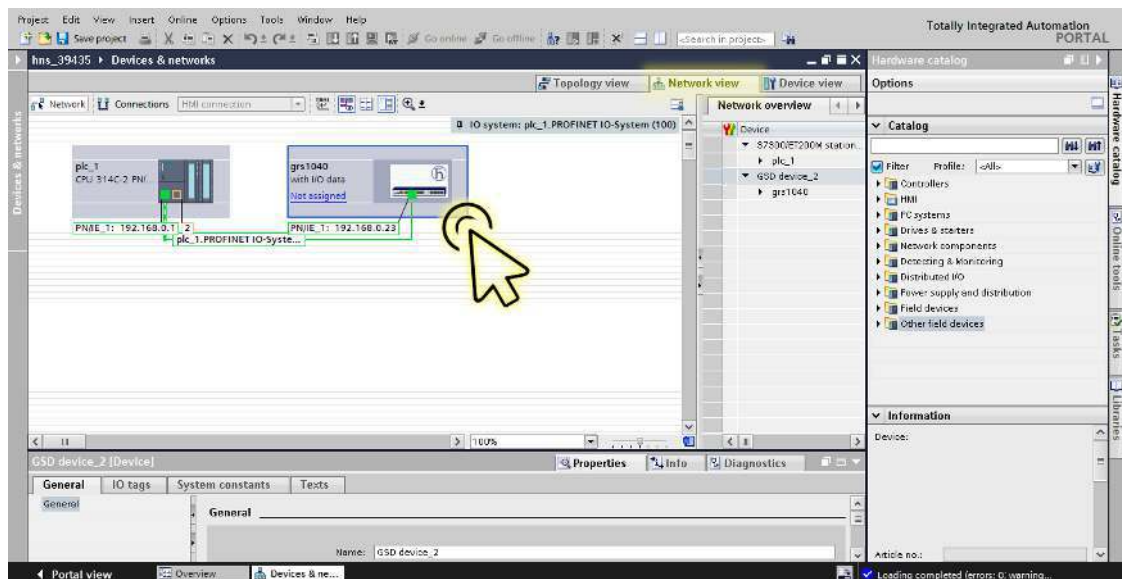 Project Edit View Insert Online Options Tools Window Help
Totally Integrated Automation
PORTAL
Save project
Go online
Go offline
<Search in project>
hns_39435 ▸ Devices & networks
Hardware catalog
Topology view
Network view
Device view
Options
Network
Connections
HMI connection
Network overview
IO system: plc_1.PROFINET IO-System (100)
Catalog
Device
S7300/ET200M station...
plc_1
GSD device_2
grs1040
Filter
Profile:
<All>
Controllers
HMI
PC systems
Drives & starters
Network components
Detecting & Monitoring
Distributed I/O
Power supply and distribution
Field devices
Other field devices
plc_1
CPU 314C-2 PN/...
grs1040
with I/O data
Not assigned
PN/IE_1: 192.168.0.1
2
PN/IE_1: 192.168.0.23
plc_1.PROFINET IO-Syste...
Devices & networks
Hardware catalog
Online tools
Tasks
Libraries
100%
Information
Device:
Article no.:
GSD device_2 [Device]
Properties
Info
Diagnostics
General
IO tags
System constants
Texts
General
General
Name:
GSD device_2
Portal view
Overview
Devices & ne...
Loading completed (errors: 0; warning...